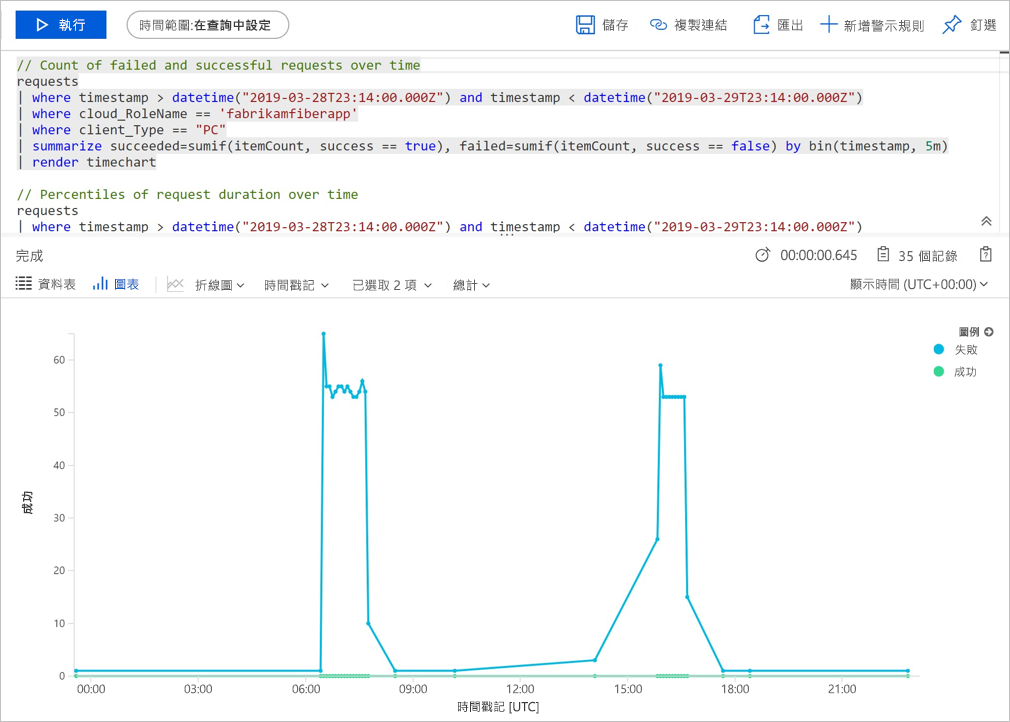 執行 時間範圍:在查詢中設定 儲存 複製連結 匯出 新增警示規則 釘選
// Count of failed and successful requests over time
requests
| where timestamp > datetime("2019-03-28T23:14:00.000Z") and timestamp < datetime("2019-03-29T23:14:00.000Z")
| where cloud_RoleName == 'fabrikamfiberapp'
| where client_Type == "PC"
| summarize succeeded=sumif(itemCount, success == true), failed=sumif(itemCount, success == false) by bin(timestamp, 5m)
| render timechart
// Percentiles of request duration over time
requests
| where timestamp > datetime("2019-03-28T23:14:00.000Z") and timestamp < datetime("2019-03-29T23:14:00.000Z")
完成 00:00:00.645 35 個記錄
資料表 圖表 折線圖 時間戳記 已選取 2 項 總計 顯示時間 (UTC+00:00)
圖例
失敗
成功
60
50
40
成功
30
20
10
0
00:00 03:00 06:00 09:00 12:00 15:00 18:00 21:00
時間戳記 [UTC]